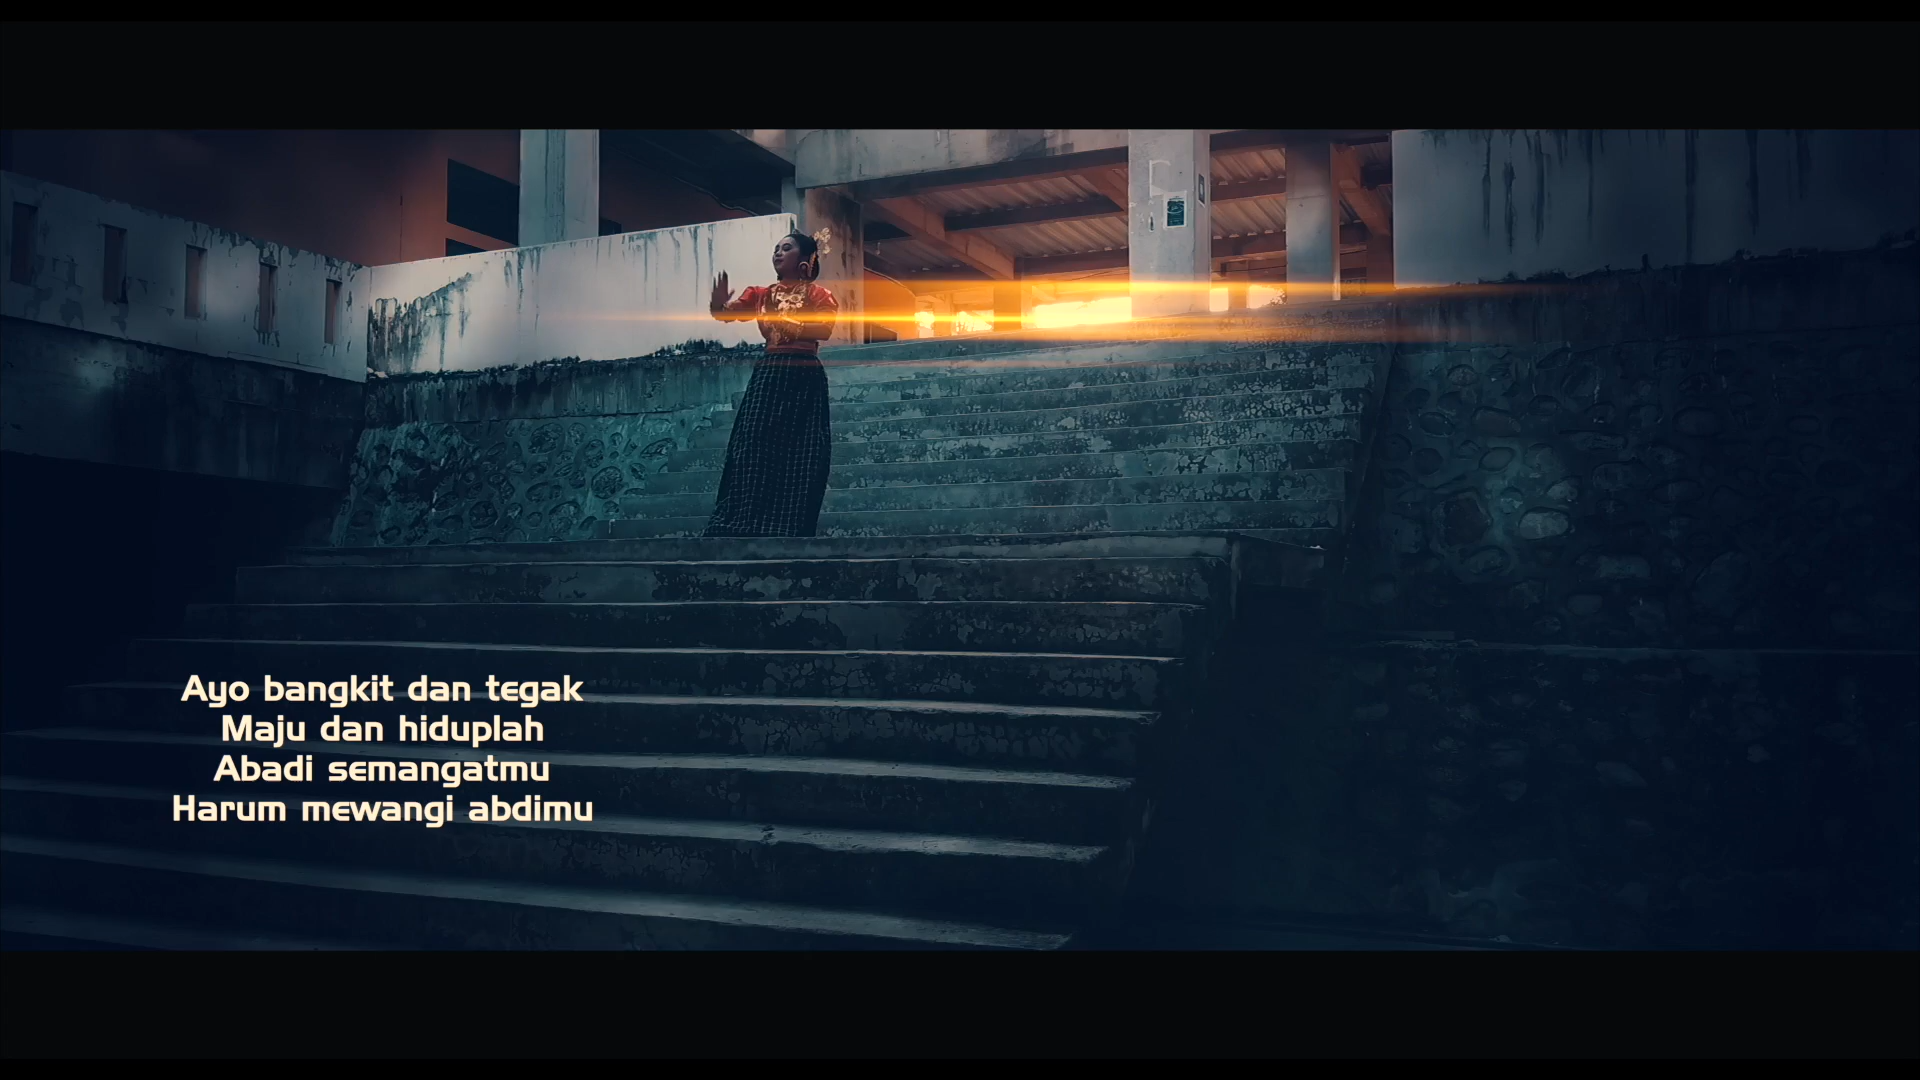 Ayo bangkit dan tegak
Maju dan hiduplah
Abadi semangatmu
Harum mewangi abdimu